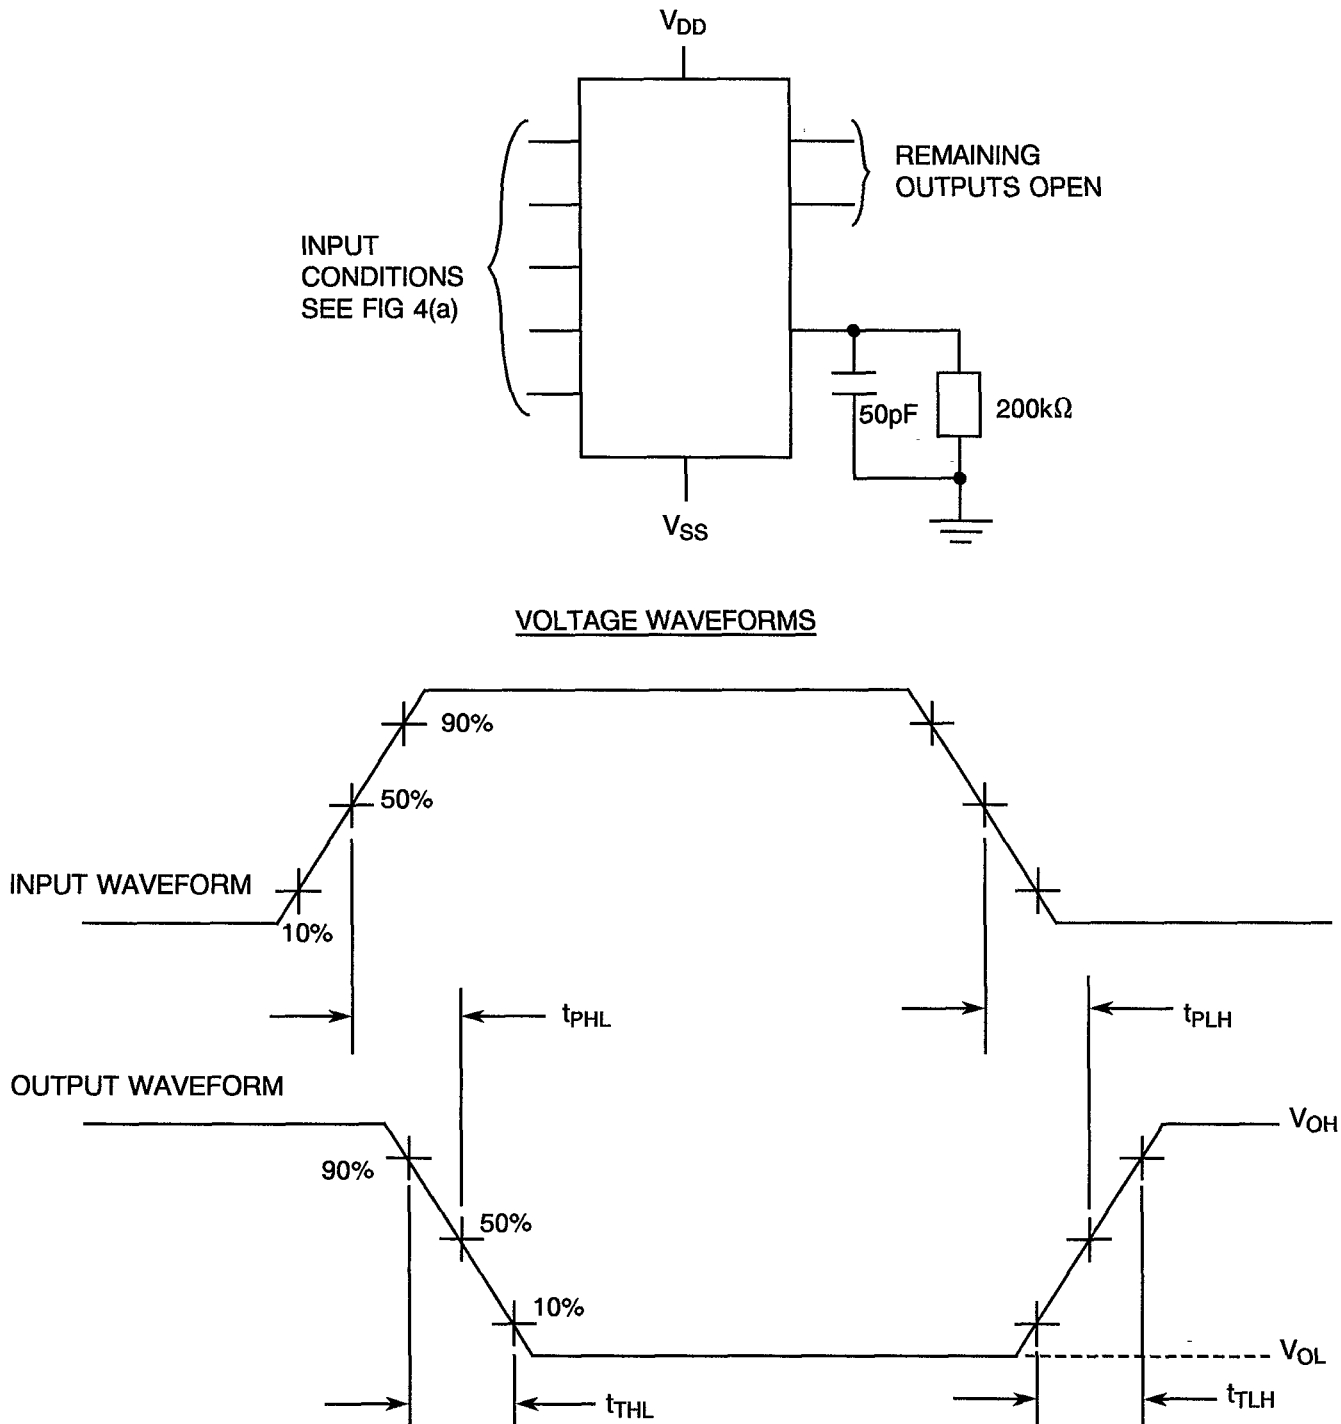 VDD
REMAINING
OUTPUTS OPEN
INPUT
CONDITIONS
SEE FIG 4(a)
50pF
200kΩ
VSS
VOLTAGE WAVEFORMS
90%
50%
INPUT WAVEFORM
10%
tPHL
tPLH
OUTPUT WAVEFORM
VOH
90%
50%
10%
VOL
tTHL
tTLH